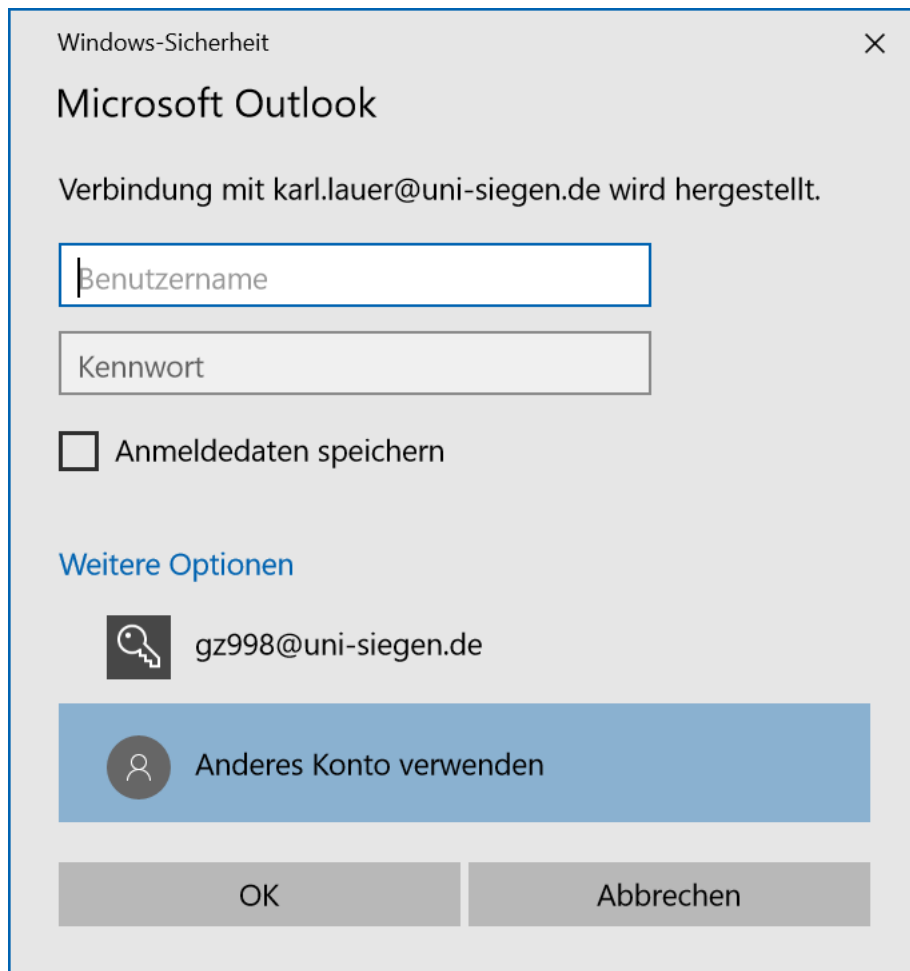 Windows-Sicherheit
Microsoft Outlook
Verbindung mit karl.lauer@uni-siegen.de wird hergestellt.
Benutzername
Kennwort
Anmeldedaten speichern
Weitere Optionen
gz998@uni-siegen.de
Anderes Konto verwenden
OK
Abbrechen